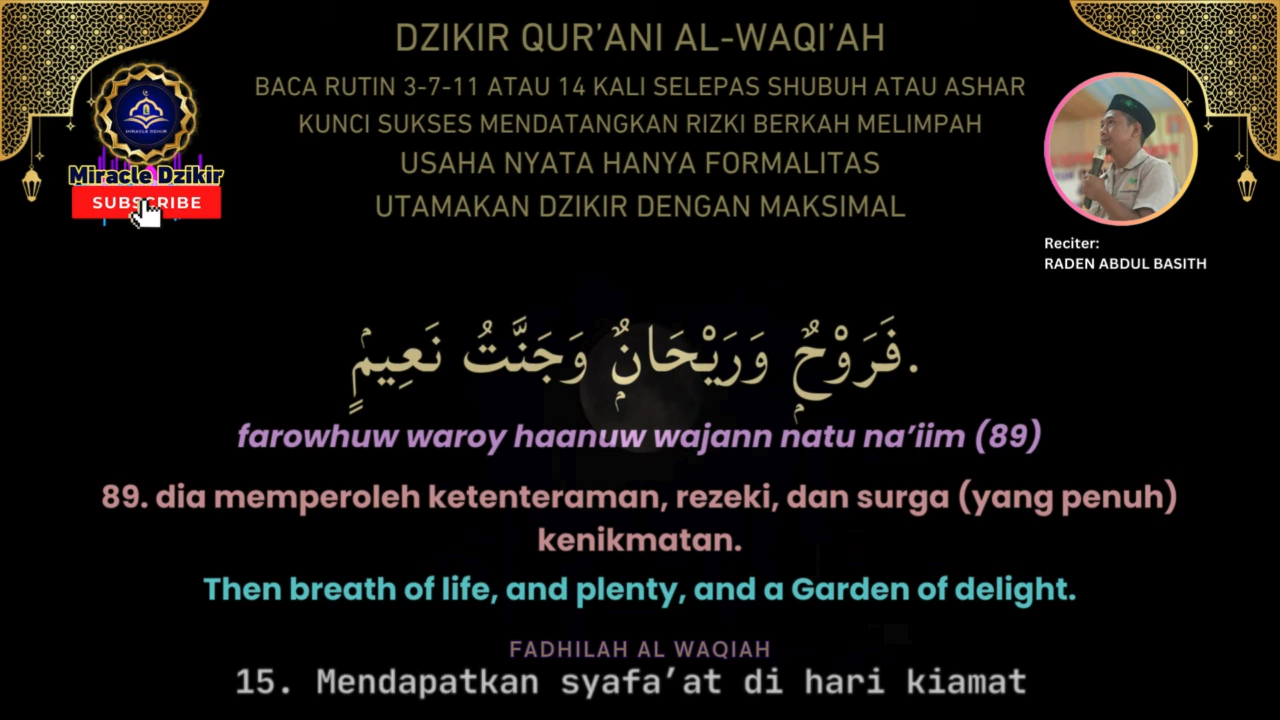 DZIKIR QUR'ANI AL-WAQI'AH
BACA RUTIN 3-7-11 ATAU 14 KALI SELEPAS SHUBUH ATAU ASHAR
KUNCI SUKSES MENDATANGKAN RIZKI BERKAH MELIMPAH
USAHA NYATA HANYA FORMALITAS
UTAMAKAN DZIKIR DENGAN MAKSIMAL
MIRACLE DZIKIR
Miracle Dzikir
SUBSCRIBE
Reciter:
RADEN ABDUL BASITH
فَرَوْحٌۭ وَرَيْحَانٌۭ وَجَنَّتُ نَعِيمٍۢ.
farowhuw waroy haanuw wajann natu na'iim (89)
89. dia memperoleh ketenteraman, rezeki, dan surga (yang penuh)
kenikmatan.
Then breath of life, and plenty, and a Garden of delight.
FADHILAH AL WAQIAH
15. Mendapatkan syafa'at di hari kiamat